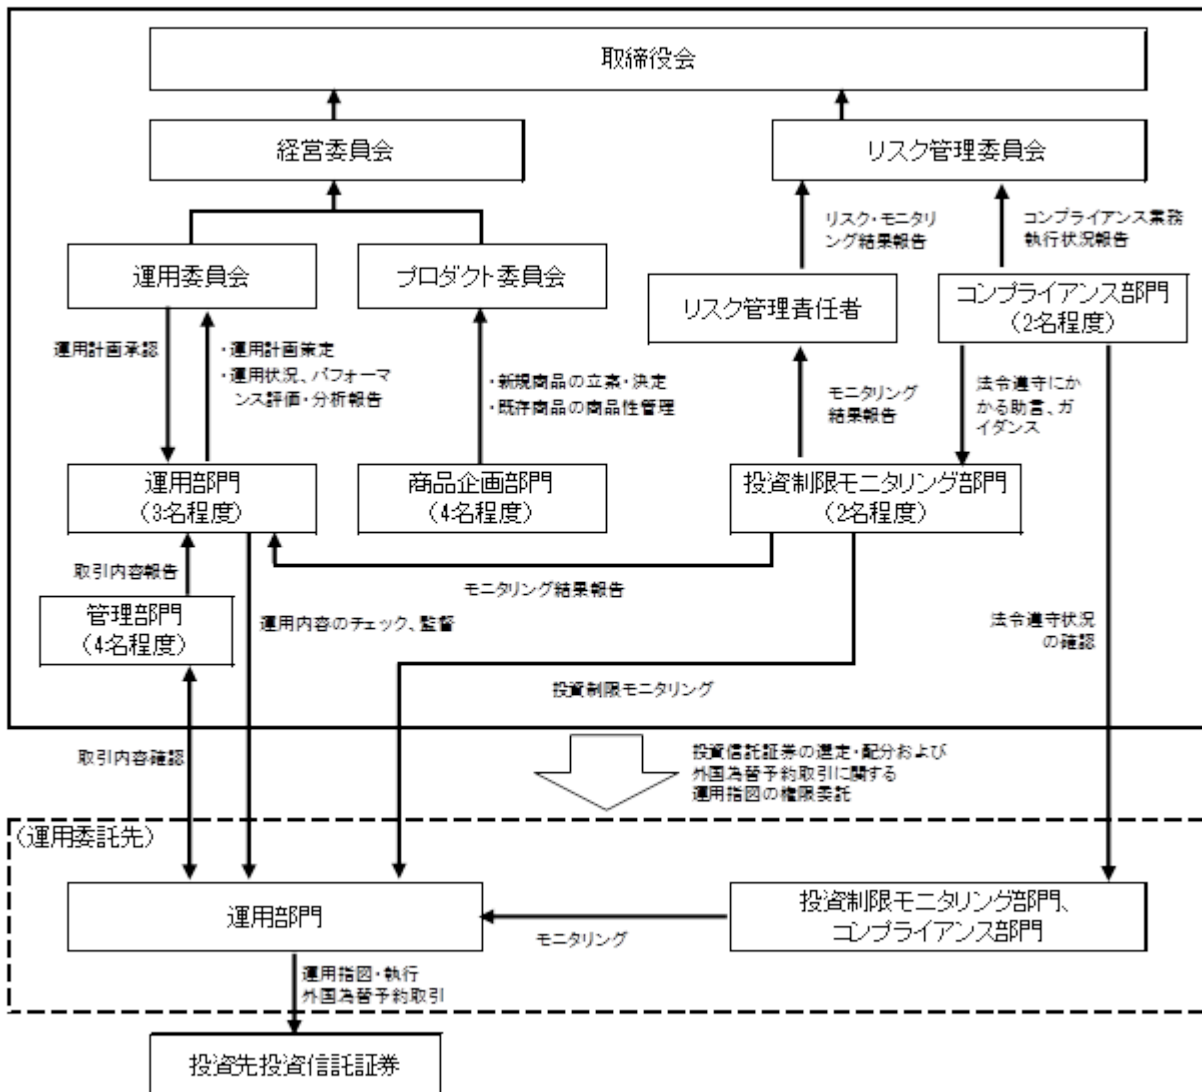 取締役会
経営委員会
リスク管理委員会
リスク・モニタリ
ング結果報告
コンプライアンス業務
執行状況報告
運用委員会
プロダクト委員会
リスク管理責任者
コンプライアンス部門
(2名程度)
運用計画承認
・運用計画策定
・運用状況、パフォーマ
ンス評価・分析報告
・新規商品の立案・決定
・既存商品の商品性管理
モニタリング
結果報告
法令遵守にか
かる助言、ガ
イダンス
運用部門
(3名程度)
商品企画部門
(4名程度)
投資制限モニタリング部門
(2名程度)
取引内容報告
モニタリング結果報告
管理部門
(4名程度)
運用内容のチェック、監督
法令遵守状況
の確認
投資制限モニタリング
取引内容確認
投資信託証券の選定・配分および
外国為替予約取引に関する
運用指図の権限委託
(運用委託先)
運用部門
モニタリング
投資制限モニタリング部門、
コンプライアンス部門
運用指図・執行
外国為替予約取引
投資先投資信託証券